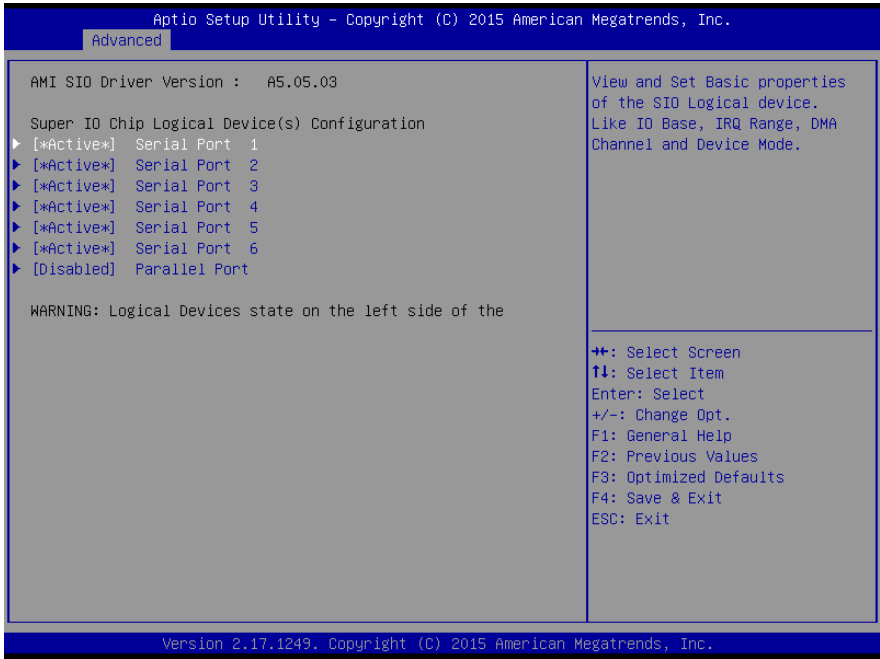 Aptio Setup Utility – Copyright (C) 2015 American Megatrends, Inc.
Advanced
AMI SIO Driver Version :   A5.05.03
Super IO Chip Logical Device(s) Configuration
[*Active*]  Serial Port  1
[*Active*]  Serial Port  2
[*Active*]  Serial Port  3
[*Active*]  Serial Port  4
[*Active*]  Serial Port  5
[*Active*]  Serial Port  6
[Disabled]  Parallel Port
WARNING: Logical Devices state on the left side of the
View and Set Basic properties
of the SIO Logical device.
Like IO Base, IRQ Range, DMA
Channel and Device Mode.
→←: Select Screen
↑↓: Select Item
Enter: Select
+/-: Change Opt.
F1: General Help
F2: Previous Values
F3: Optimized Defaults
F4: Save & Exit
ESC: Exit
Version 2.17.1249. Copyright (C) 2015 American Megatrends, Inc.